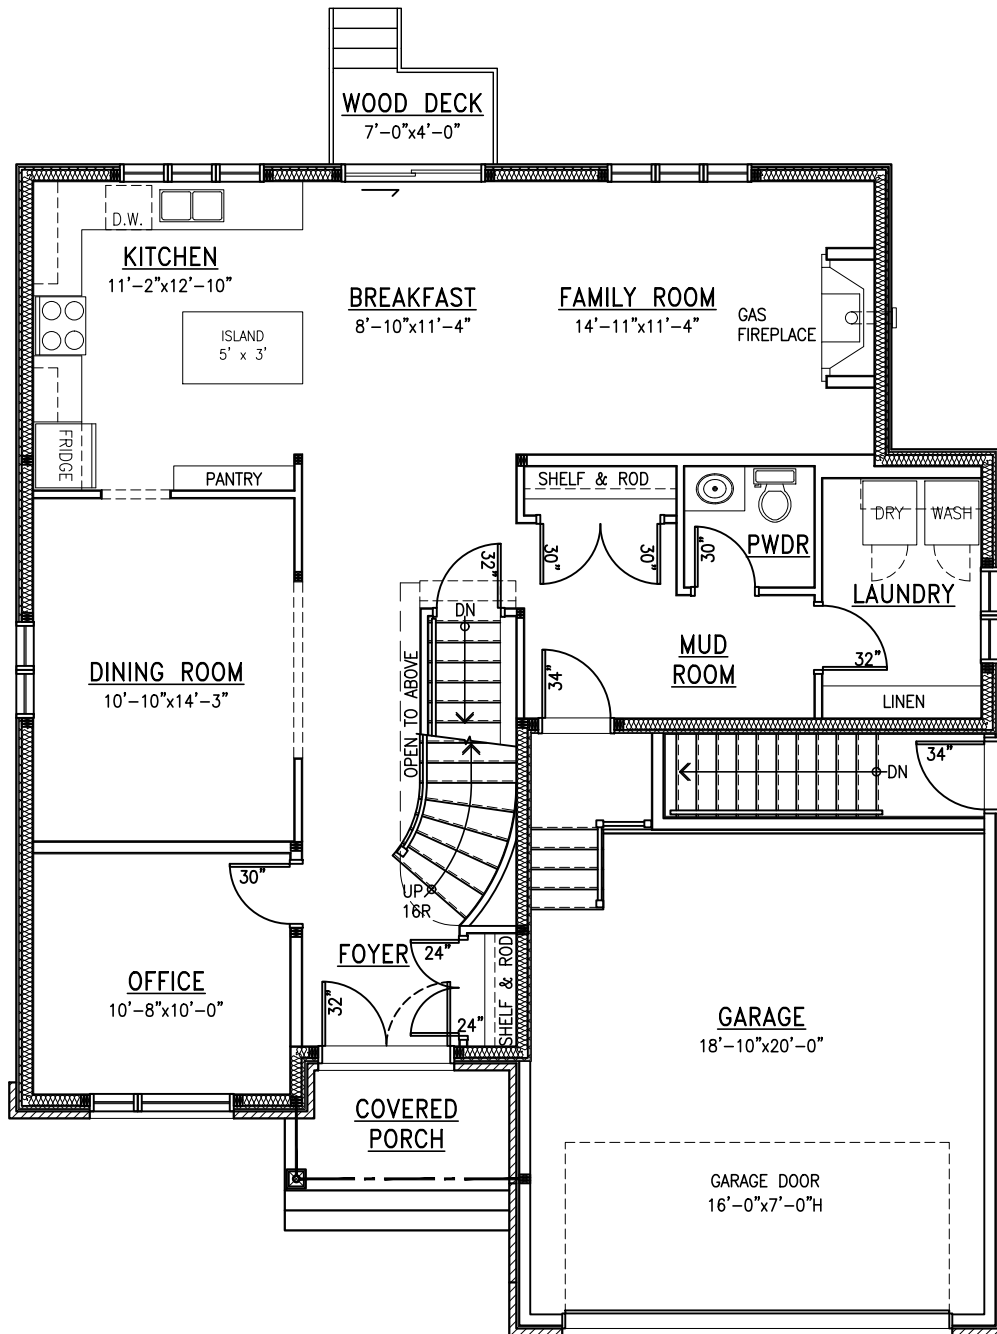 WOOD DECK
7'-0"x4'-0"
D.W.
KITCHEN
11'-2"x12'-10"
BREAKFAST
8'-10"x11'-4"
FAMILY ROOM
14'-11"x11'-4"
GAS
FIREPLACE
ISLAND
5' x 3'
FRIDGE
PANTRY
SHELF & ROD
30"
30"
30"
PWDR
DRY
WASH
LAUNDRY
32"
DN
MUD
ROOM
32"
34"
LINEN
DINING ROOM
10'-10"x14'-3"
OPEN TO ABOVE
34"
DN
30"
UP
16R
FOYER
24"
SHELF & ROD
32"
24"
OFFICE
10'-8"x10'-0"
GARAGE
18'-10"x20'-0"
COVERED
PORCH
GARAGE DOOR
16'-0"x7'-0"H